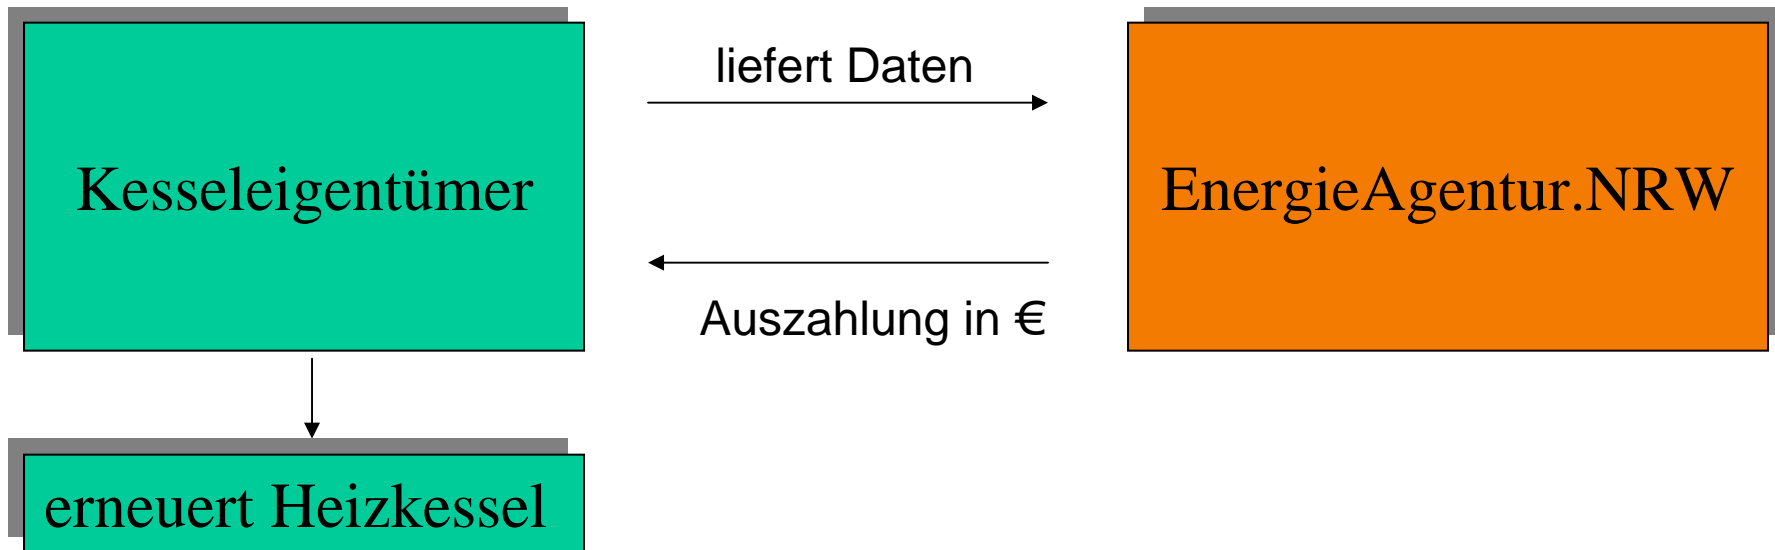 liefert Daten
Kesseleigentümer
EnergieAgentur.NRW
Auszahlung in €
erneuert Heizkessel